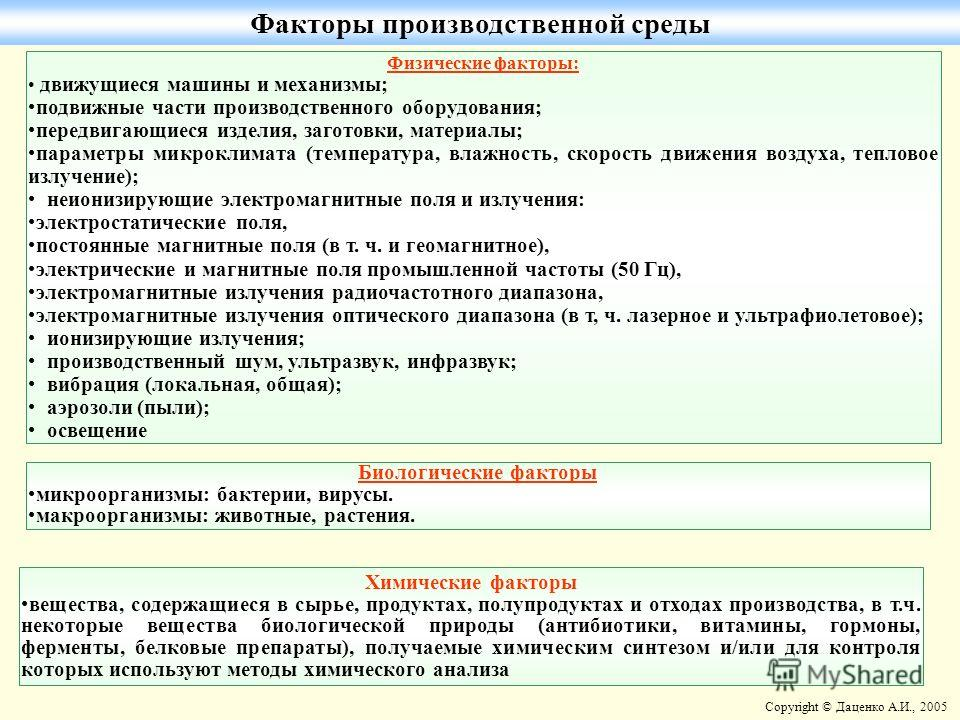 Факторы производственной среды
Физические факторы:
• движущиеся машины и механизмы;
•подвижные части производственного оборудования;
•передвигающиеся изделия, заготовки, материалы;
•параметры микроклимата (температура, влажность, скорость движения воздуха, тепловое
излучение);
• неионизирующие электромагнитные поля и излучения:
•электростатические поля,
•постоянные магнитные поля (в т. ч. и геомагнитное),
•электрические и магнитные поля промышленной частоты (50 Гц),
•электромагнитные излучения радиочастотного диапазона,
•электромагнитные излучения оптического диапазона (в т, ч. лазерное и ультрафиолетовое);
• ионизирующие излучения;
• производственный шум, ультразвук, инфразвук;
• вибрация (локальная, общая);
• аэрозоли (пыли);
• освещение
Биологические факторы
•микроорганизмы: бактерии, вирусы.
•макроорганизмы: животные, растения.
Химические факторы
•вещества, содержащиеся в сырье, продуктах, полупродуктах и отходах производства, в т.ч.
некоторые вещества биологической природы (антибиотики, витамины, гормоны,
ферменты, белковые препараты), получаемые химическим синтезом и/или для контроля
которых используют методы химического анализа
MyShared
Copyright © Даценко А.И., 2005